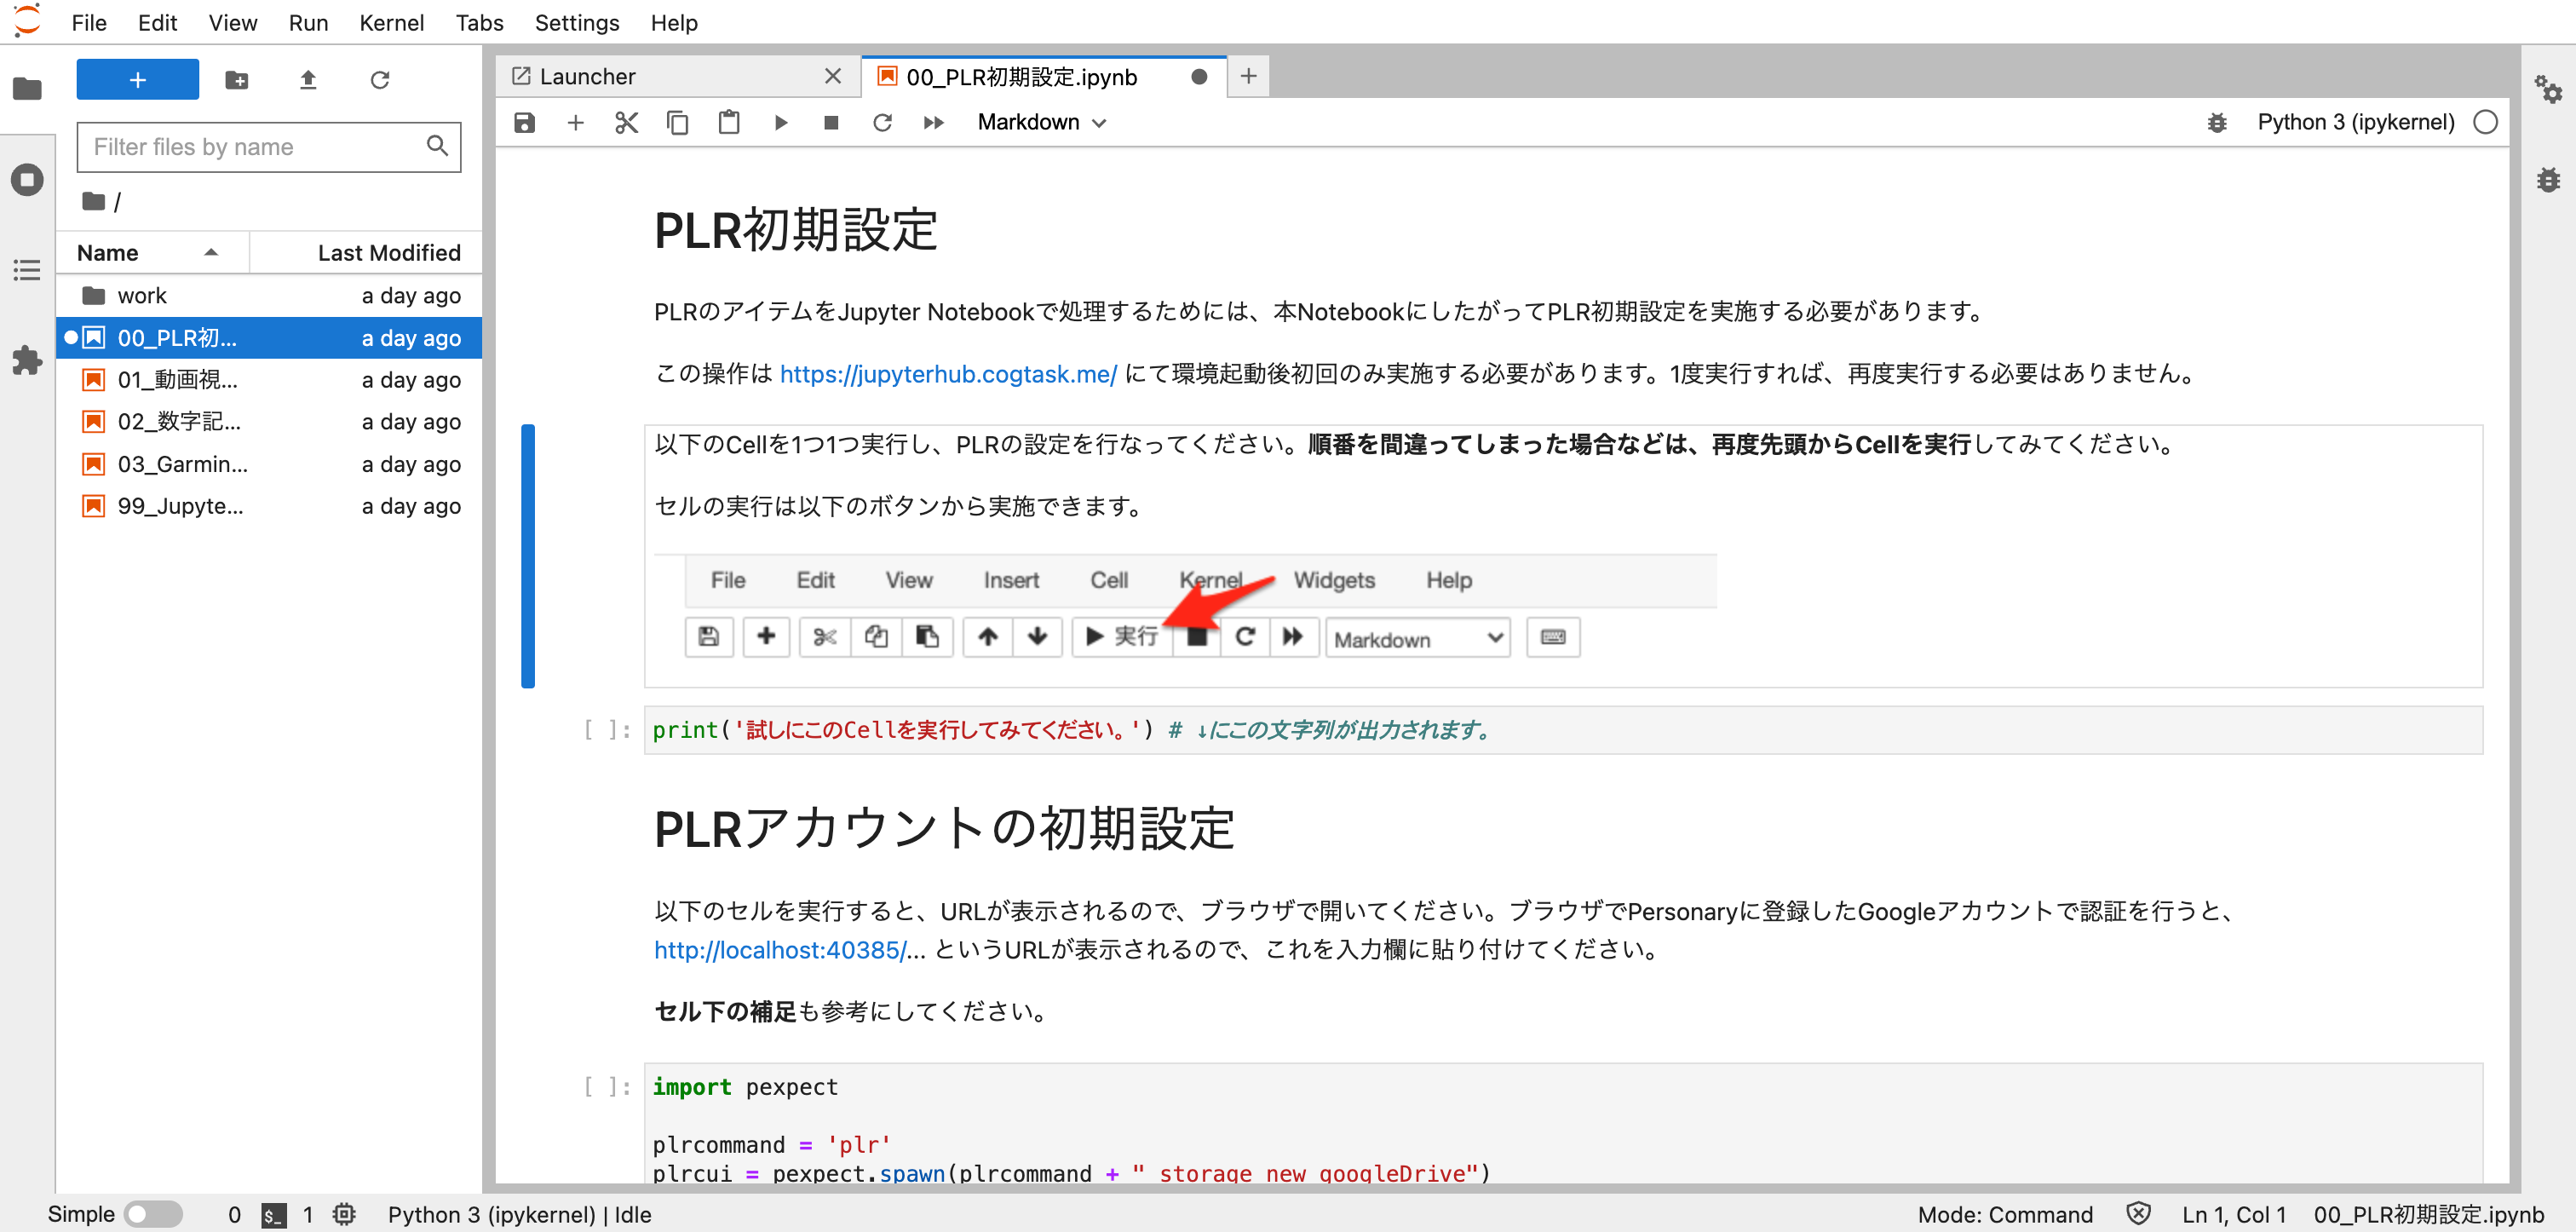 File Edit View Run Kernel Tabs Settings Help
Filter files by name
/
Name Last Modified
work a day ago
00_PLR初... a day ago
01_動画視... a day ago
02_数字記... a day ago
03_Garmin... a day ago
99_Jupyte... a day ago
Launcher 00_PLR初期設定.ipynb
Markdown Python 3 (ipykernel)
PLR初期設定
PLRのアイテムをJupyter Notebookで処理するためには、本NotebookにしたがってPLR初期設定を実施する必要があります。
この操作は https://jupyterhub.cogtask.me/ にて環境起動後初回のみ実施する必要があります。1度実行すれば、再度実行する必要はありません。
以下のCellを1つ1つ実行し、PLRの設定を行なってください。順番を間違ってしまった場合などは、再度先頭からCellを実行してみてください。
セルの実行は以下のボタンから実施できます。
File Edit View Insert Cell Kernel Widgets Help
実行 Markdown
[ ]: print('試しにこのCellを実行してみてください。') # ↓にこの文字列が出力されます。
PLRアカウントの初期設定
以下のセルを実行すると、URLが表示されるので、ブラウザで開いてください。ブラウザでPersonaryに登録したGoogleアカウントで認証を行うと、
http://localhost:40385/... というURLが表示されるので、これを入力欄に貼り付けてください。
セル下の補足も参考にしてください。
[ ]: import pexpect
plrcommand = 'plr'
plrcui = pexpect.spawn(plrcommand + " storage new googleDrive")
Simple 0 $_ 1 Python 3 (ipykernel) | Idle Mode: Command Ln 1, Col 1 00_PLR初期設定.ipynb